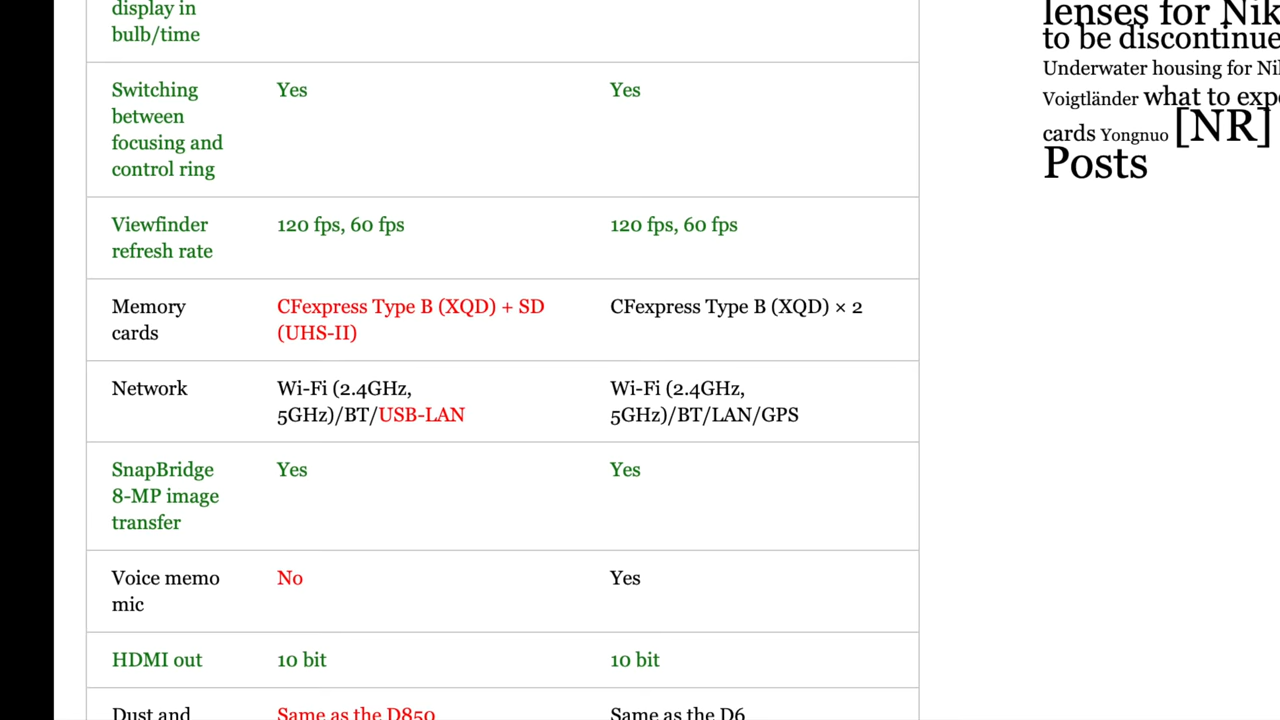 display in
bulb/time
Switching
between
focusing and
control ring
Yes
Yes
Viewfinder
refresh rate
120 fps, 60 fps
120 fps, 60 fps
Memory
cards
CFexpress Type B (XQD) + SD
(UHS-II)
CFexpress Type B (XQD) × 2
Network
Wi-Fi (2.4GHz,
5GHz)/BT/USB-LAN
Wi-Fi (2.4GHz,
5GHz)/BT/LAN/GPS
SnapBridge
8-MP image
transfer
Yes
Yes
Voice memo
mic
No
Yes
HDMI out
10 bit
10 bit
Dust and
Same as the D850
Same as the D6
lenses for Nik
to be discontinue
Underwater housing for Ni
Voigtländer what to exp
cards Yongnuo [NR]
Posts